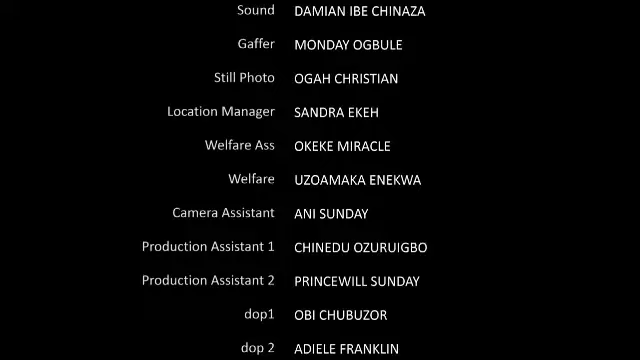 Sound DAMIAN IBE CHINAZA
Gaffer MONDAY OGBULE
Still Photo OGAH CHRISTIAN
Location Manager SANDRA EKEH
Welfare Ass OKEKE MIRACLE
Welfare UZOAMAKA ENEKWA
Camera Assistant ANI SUNDAY
Production Assistant 1 CHINEDU OZURUIGBO
Production Assistant 2 PRINCEWILL SUNDAY
dop1 OBI CHUBUZOR
dop 2 ADIELE FRANKLIN